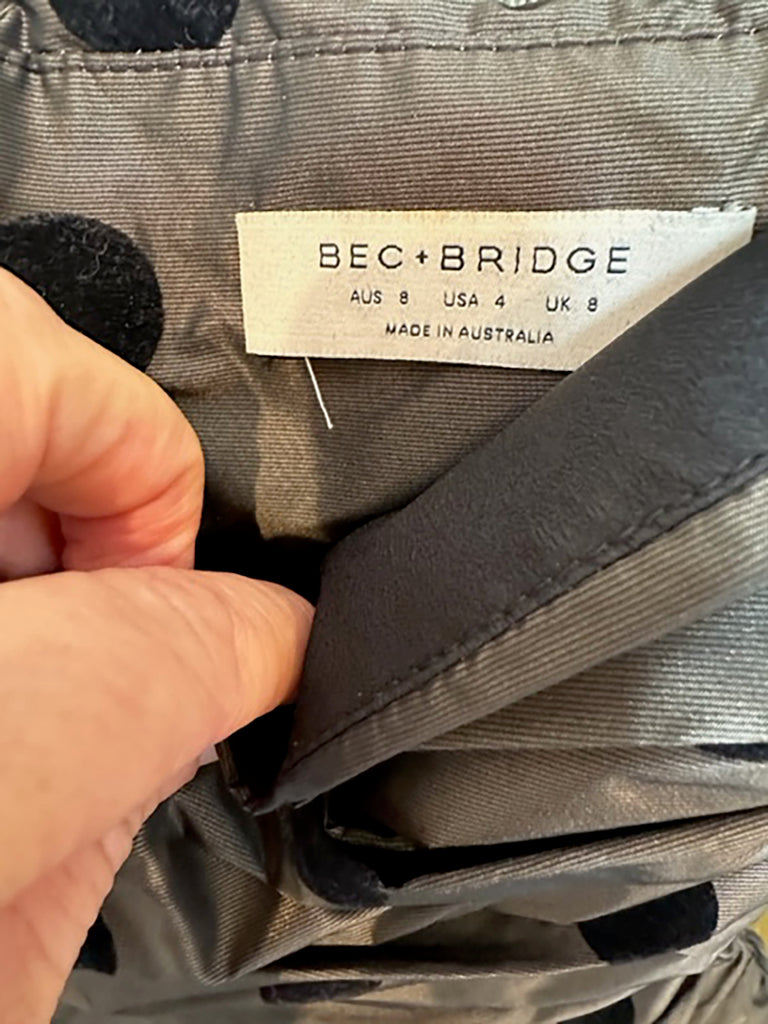 BEC+BRIDGE
AUS 8 USA 4 UK 8
MADE IN AUSTRALIA